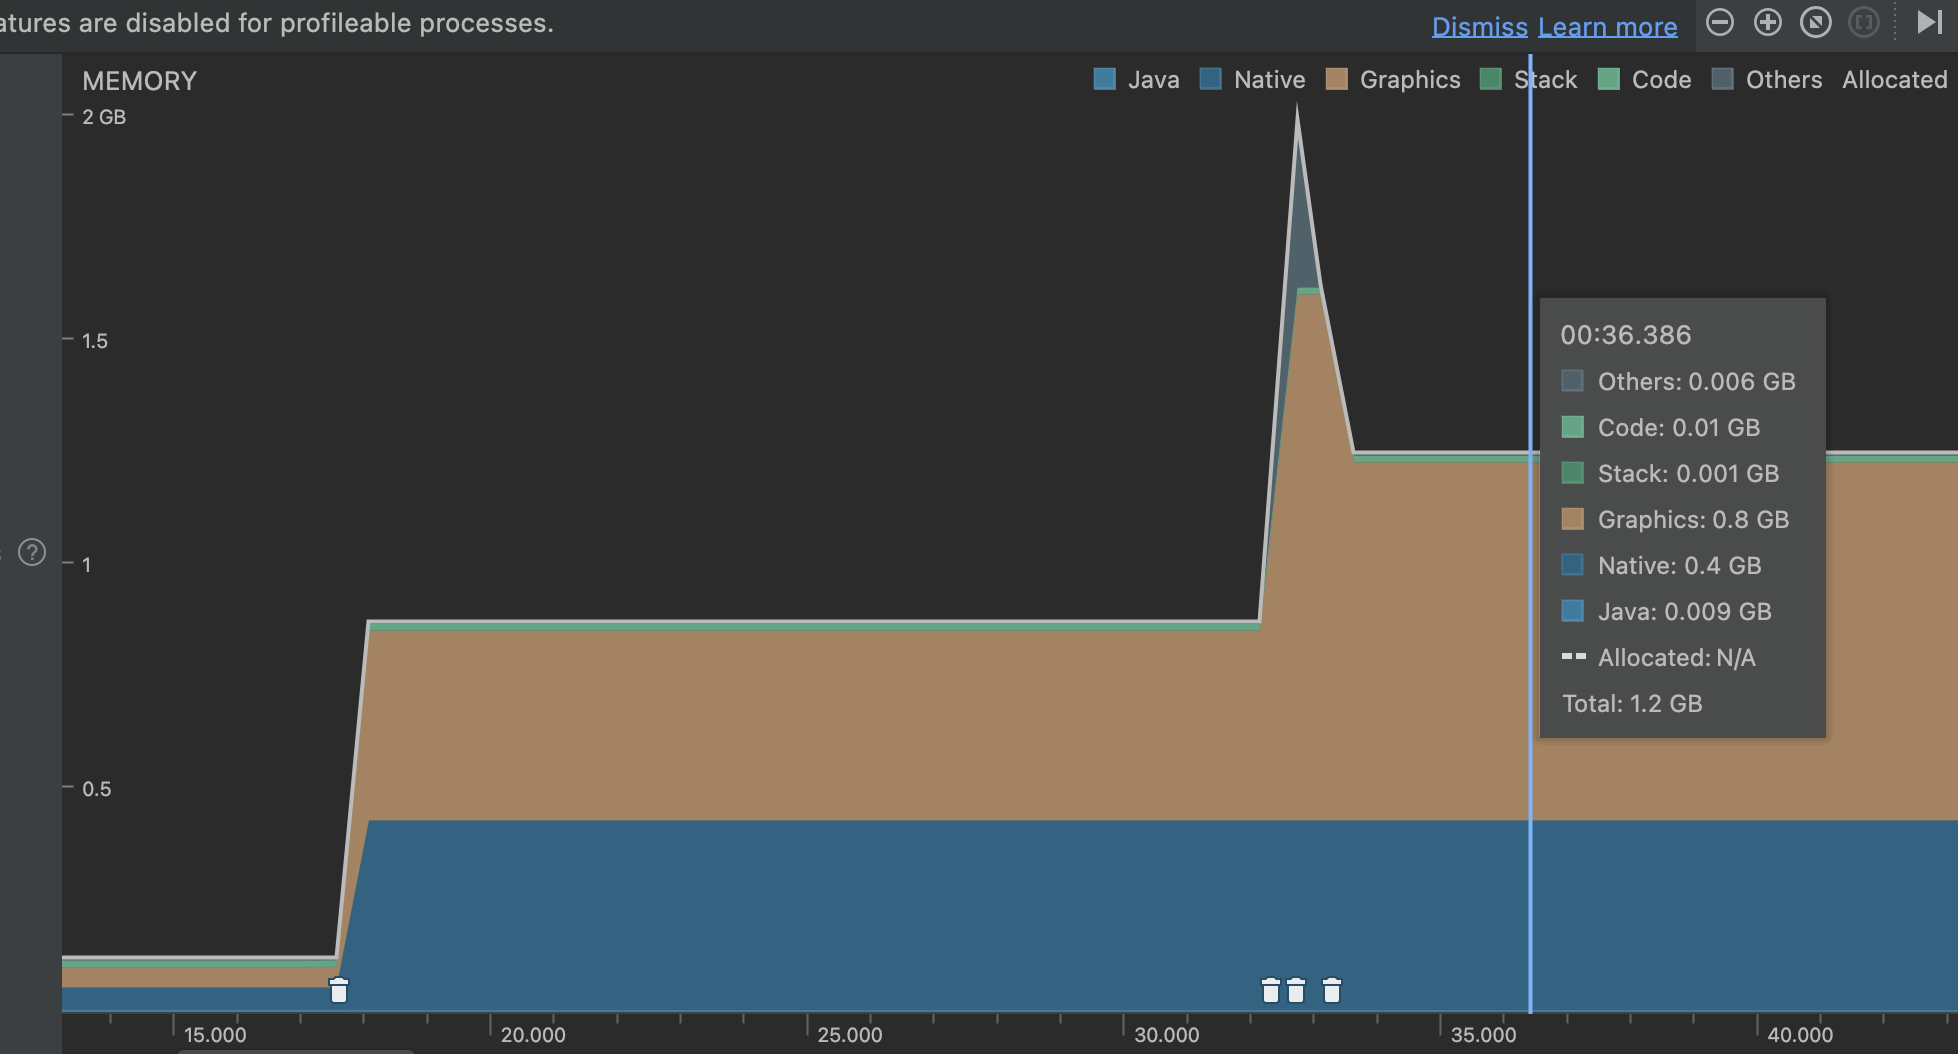 atures are disabled for profileable processes.
Dismiss Learn more
MEMORY
Java Native Graphics Stack Code Others Allocated
2 GB
1.5
1
0.5
00:36.386
Others: 0.006 GB
Code: 0.01 GB
Stack: 0.001 GB
Graphics: 0.8 GB
Native: 0.4 GB
Java: 0.009 GB
Allocated: N/A
Total: 1.2 GB
15.000 20.000 25.000 30.000 35.000 40.000